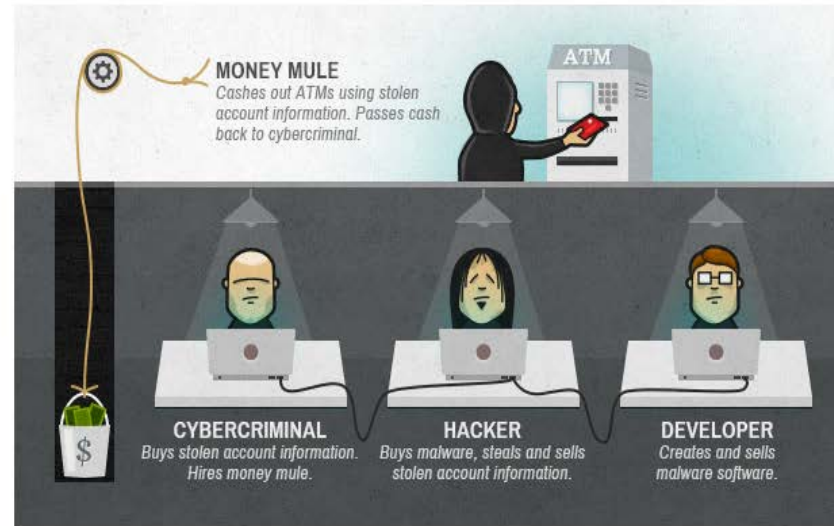 MONEY MULE
Cashes out ATMs using stolen
account information. Passes cash
back to cybercriminal.
ATM
$
CYBERCRIMINAL
Buys stolen account information.
Hires money mule.
HACKER
Buys malware, steals and sells
stolen account information.
DEVELOPER
Creates and sells
malware software.